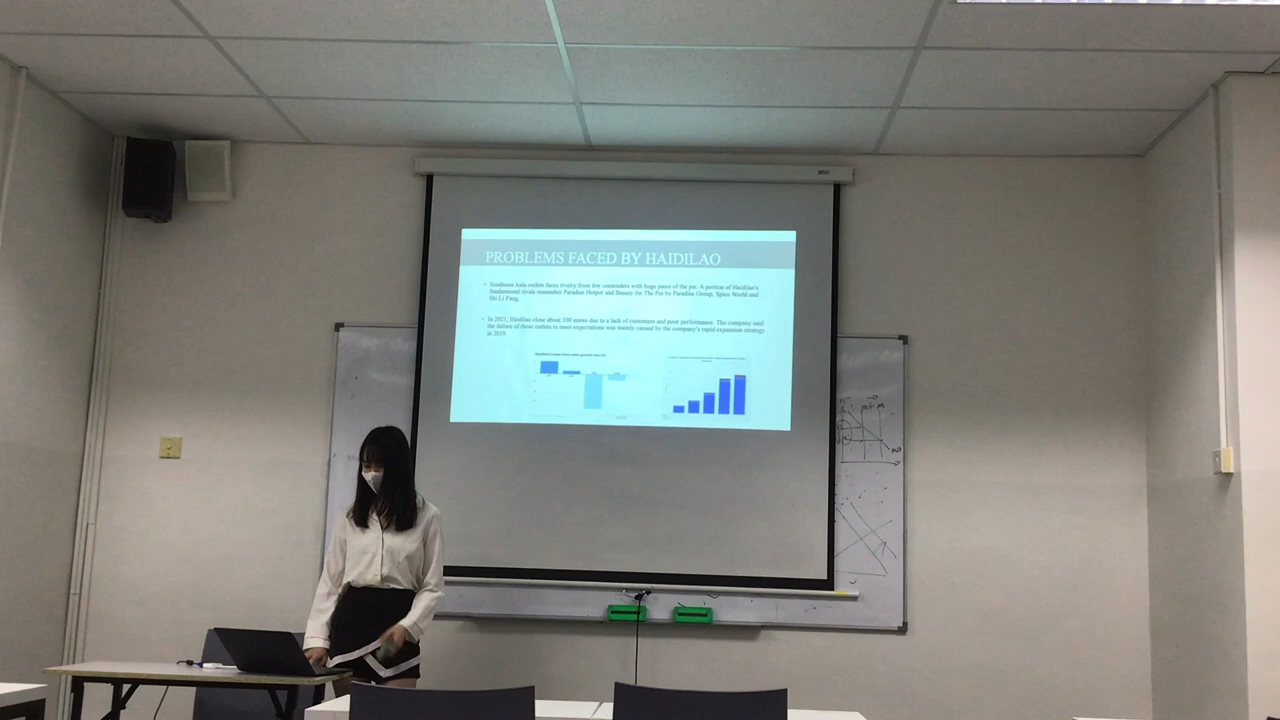 PROBLEMS FACED BY HAIDILAO
• Southeast Asia outlets faces rivalry from few contenders with huge piece of the pie. A portion of Haidilao's
fundamental rivals remember Paradise Hotpot and Beauty for The Pot by Paradise Group, Spice World and
Shi Li Fang.
• In 2021, Haidilao close about 300 stores due to a lack of customers and poor performance. The company said
the failure of these outlets to meet expectations was mainly caused by the company's rapid expansion strategy
in 2019.